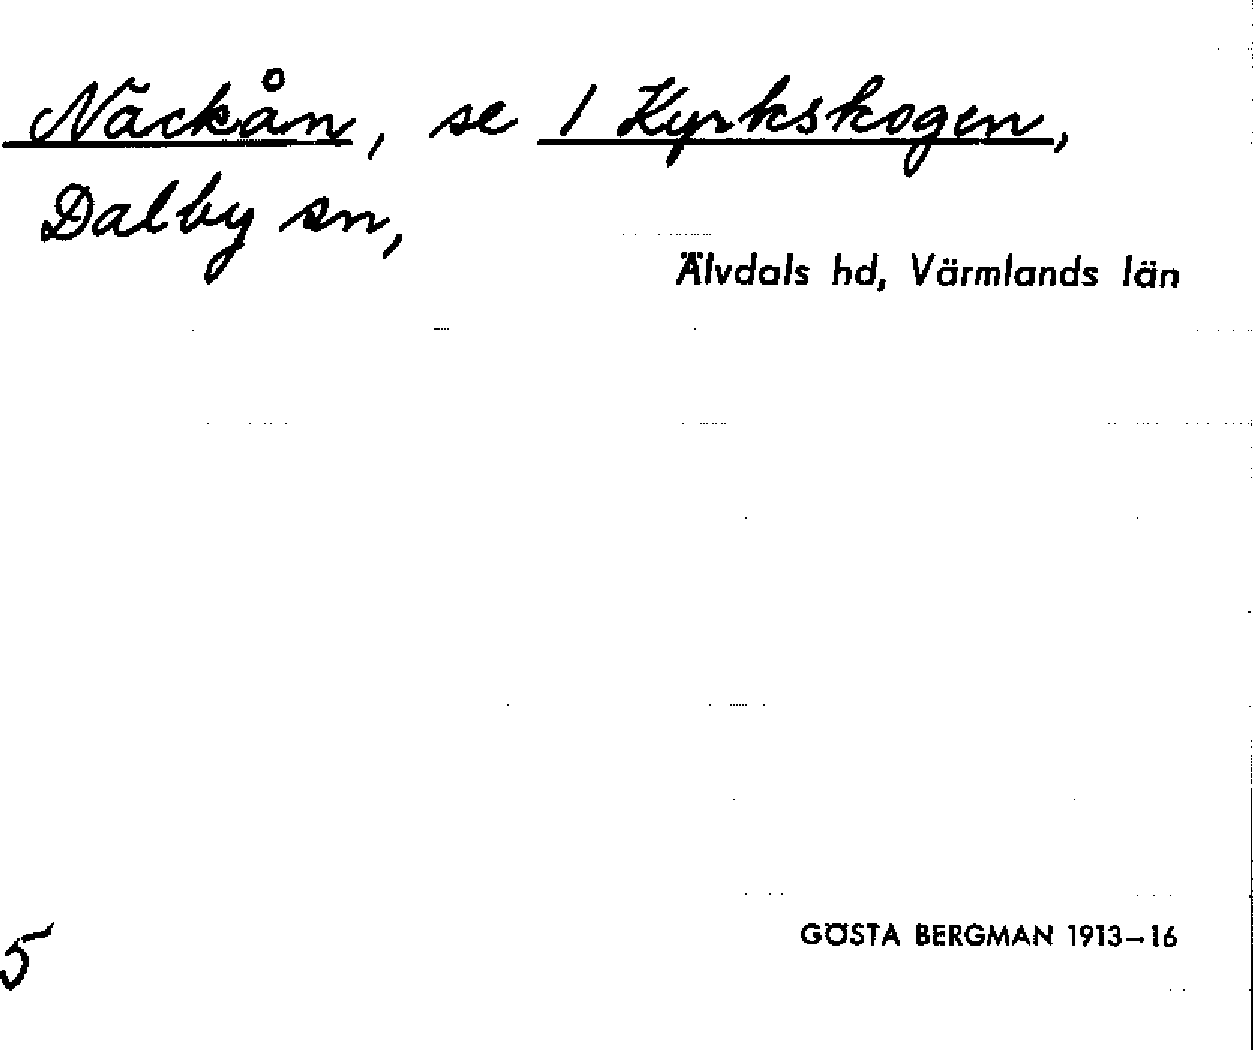 Näckån, se 1 Kyrkskogen,
Dalby sn,
Älvdals hd, Värmlands län
5
GÖSTA BERGMAN 1913–16